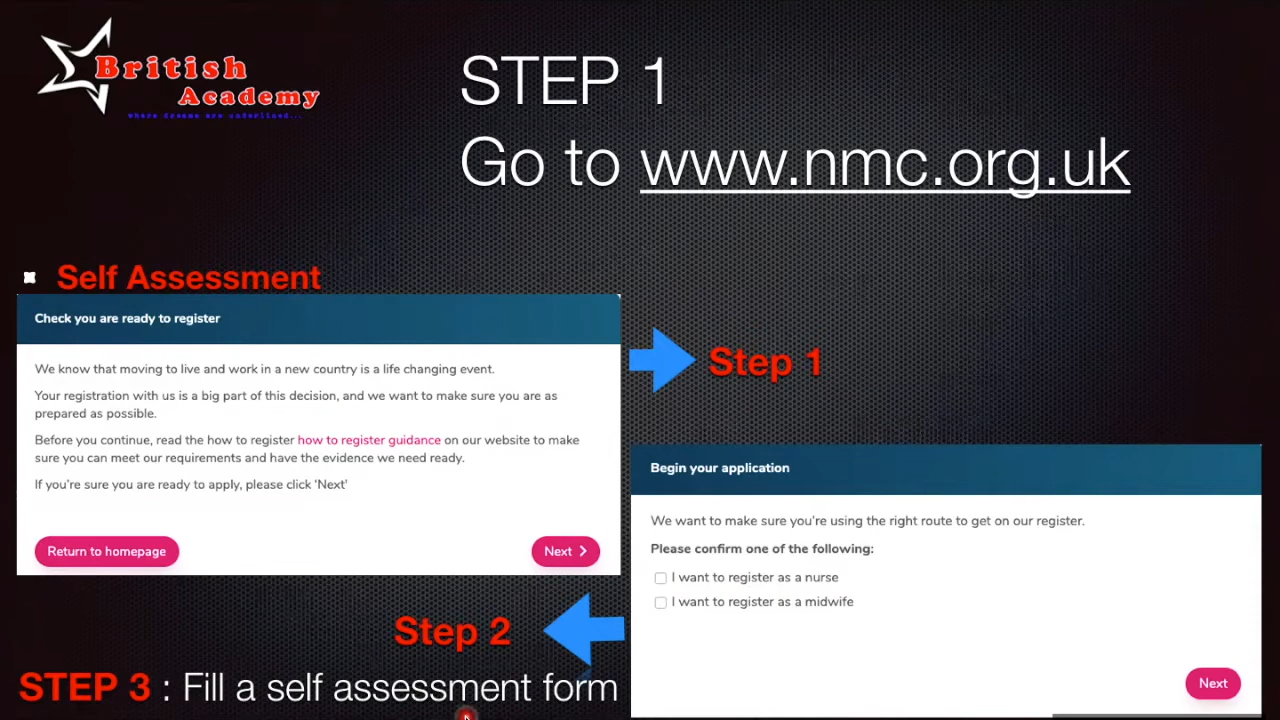 British
Academy
where dreams are underlined...
STEP 1
Go to www.nmc.org.uk
Self Assessment
Check you are ready to register
We know that moving to live and work in a new country is a life changing event.
Your registration with us is a big part of this decision, and we want to make sure you are as
prepared as possible.
Before you continue, read the how to register how to register guidance on our website to make
sure you can meet our requirements and have the evidence we need ready.
If you're sure you are ready to apply, please click 'Next'
Return to homepage
Next
Step 1
Begin your application
We want to make sure you're using the right route to get on our register.
Please confirm one of the following:
I want to register as a nurse
I want to register as a midwife
Next
Step 2
STEP 3 : Fill a self assessment form